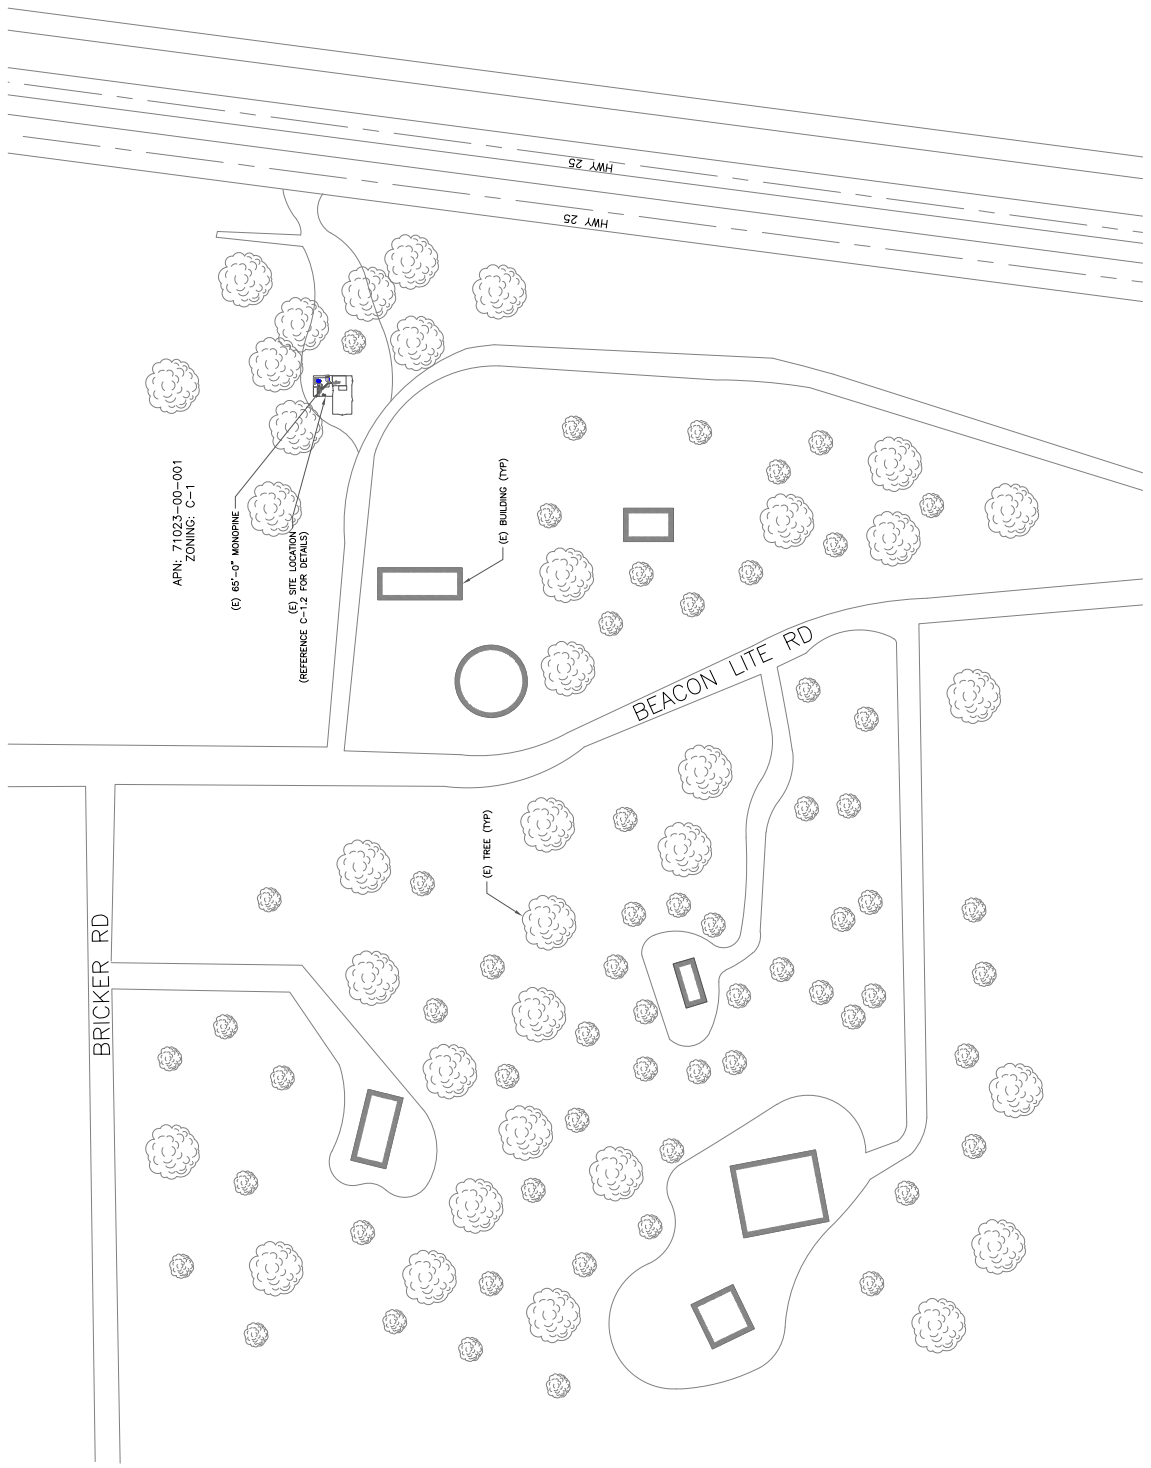 HWY 25
HWY 25
APN: 71023-00-001
ZONING: C-1
(E) 65'-0" MONOPINE
(E) SITE LOCATION
(REFERENCE C-1.2 FOR DETAILS)
(E) BUILDING (TYP)
BEACON LITE RD
(E) TREE (TYP)
BRICKER RD